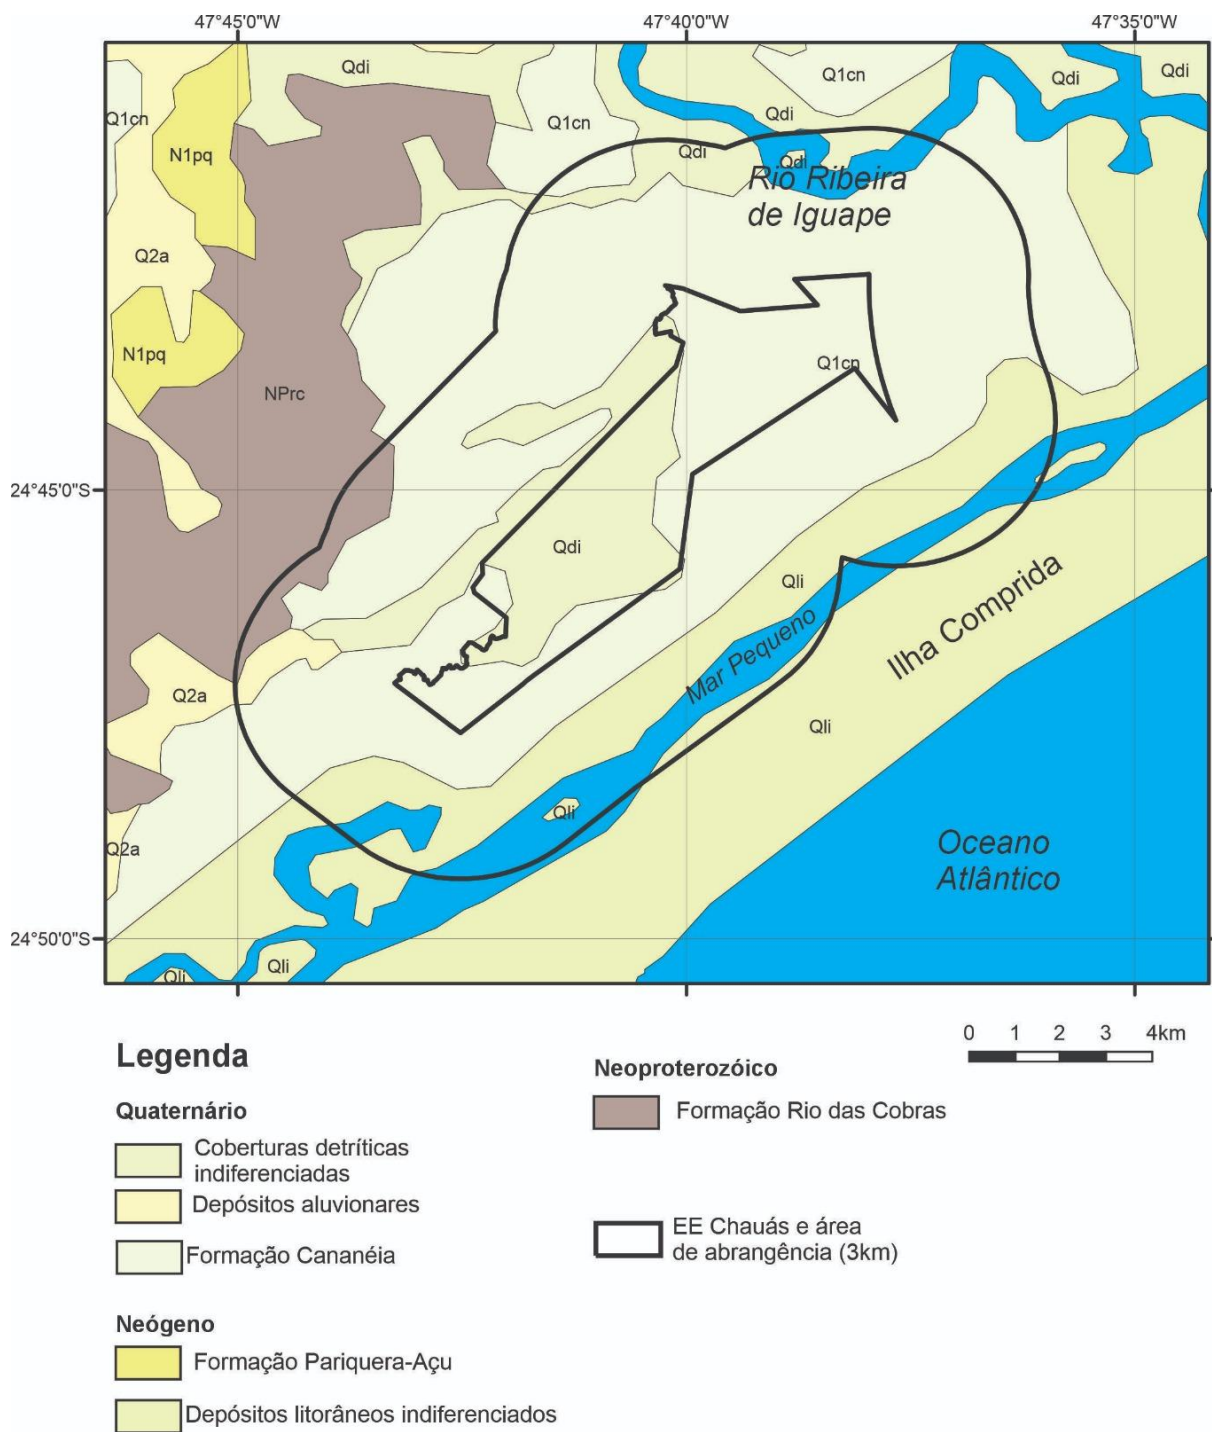 47°45'0"W 47°40'0"W 47°35'0"W
Qdi
Q1cn
Qdi
Qdi
Q1cn
Q1cn
Qdi
N1pq
Qdi
Qdi
Rio Ribeira
de Iguape
Q2a
N1pq
Q1cn
NPrc
24°45'0"S
Qdi
Qli
Ilha Comprida
Mar Pequeno
Q2a
Qli
Qli
Q2a
Oceano
Atlântico
24°50'0"S
Qli
Qli
0 1 2 3 4km
Legenda
Quaternário
Coberturas detríticas
indiferenciadas
Depósitos aluvionares
Formação Cananéia
Neógeno
Formação Pariquera-Açu
Depósitos litorâneos indiferenciados
Neoproterozóico
Formação Rio das Cobras
EE Chauás e área
de abrangência (3km)